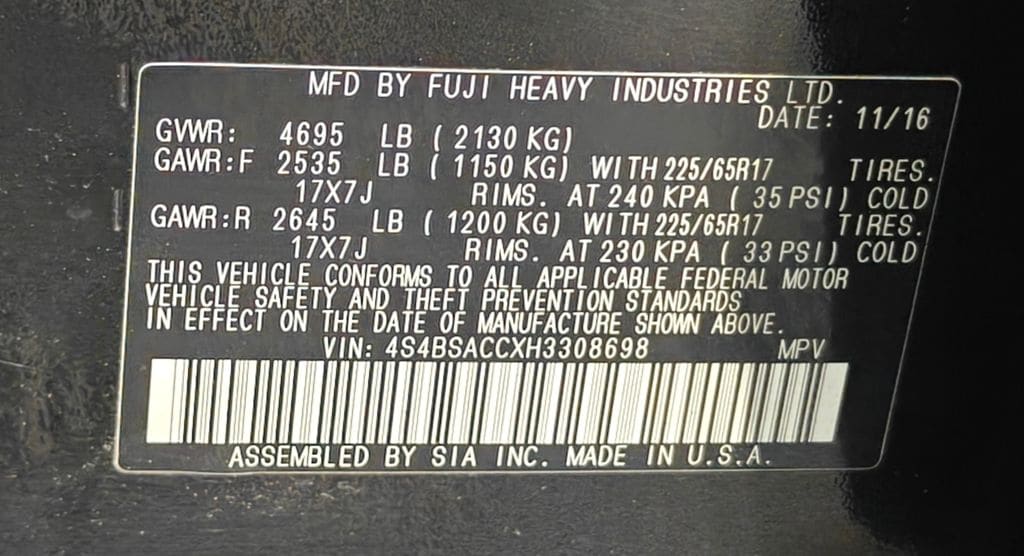 MFD BY FUJI HEAVY INDUSTRIES LTD.
DATE: 11/16
GVWR: 4695 LB ( 2130 KG)
GAWR:F 2535 LB ( 1150 KG) WITH 225/65R17 TIRES.
17X7J RIMS. AT 240 KPA ( 35 PSI) COLD
GAWR:R 2645 LB ( 1200 KG) WITH 225/65R17 TIRES.
17X7J RIMS. AT 230 KPA ( 33 PSI) COLD
THIS VEHICLE CONFORMS TO ALL APPLICABLE FEDERAL MOTOR
VEHICLE SAFETY AND THEFT PREVENTION STANDARDS
IN EFFECT ON THE DATE OF MANUFACTURE SHOWN ABOVE.
VIN: 4S4BSACCXH3308698 MPV
ASSEMBLED BY SIA INC. MADE IN U.S.A.